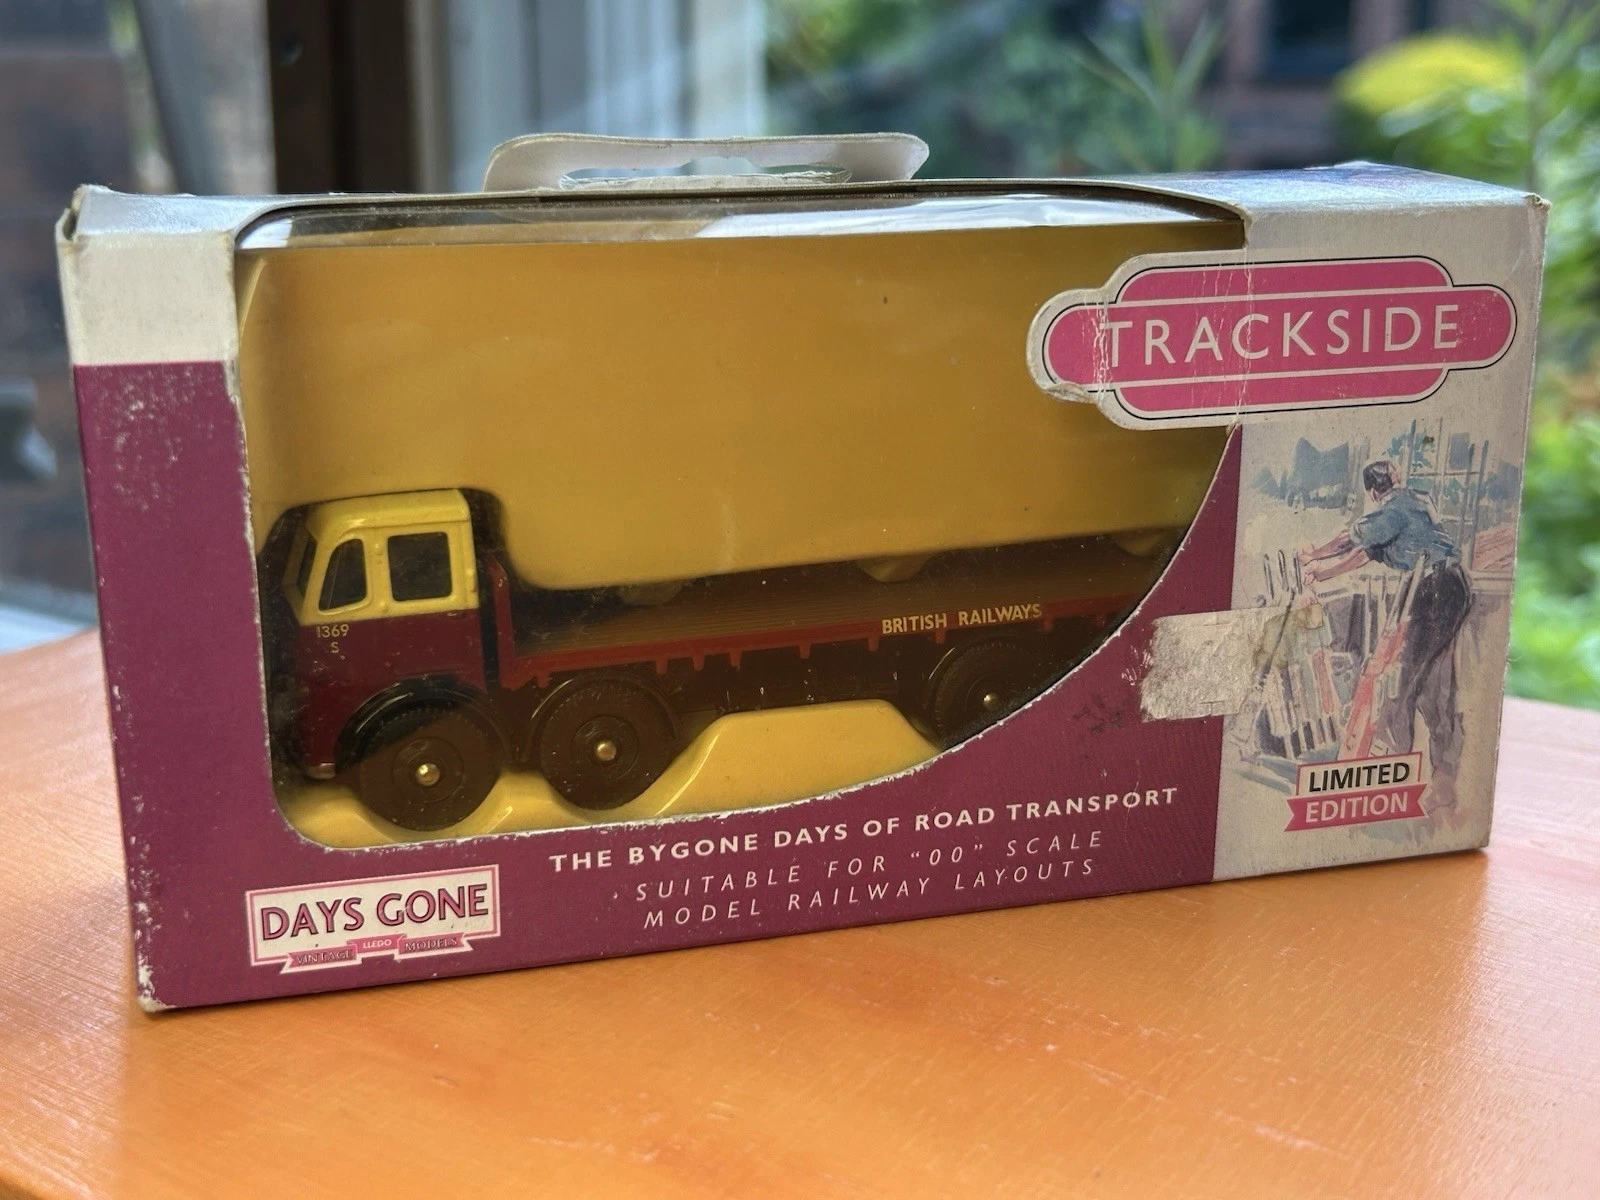 TRACKSIDE
1369
S
BRITISH RAILWAYS
LIMITED
EDITION
THE BYGONE DAYS OF ROAD TRANSPORT
SUITABLE FOR "00" SCALE
MODEL RAILWAY LAYOUTS
DAYS GONE
VINTAGE LLEDO MODELS